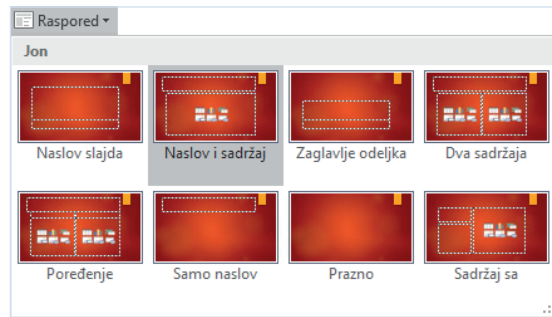 Raspored
Jon
Naslov slajda
Naslov i sadržaj
Zaglavlje odeljka
Dva sadržaja
Poređenje
Samo naslov
Prazno
Sadržaj sa